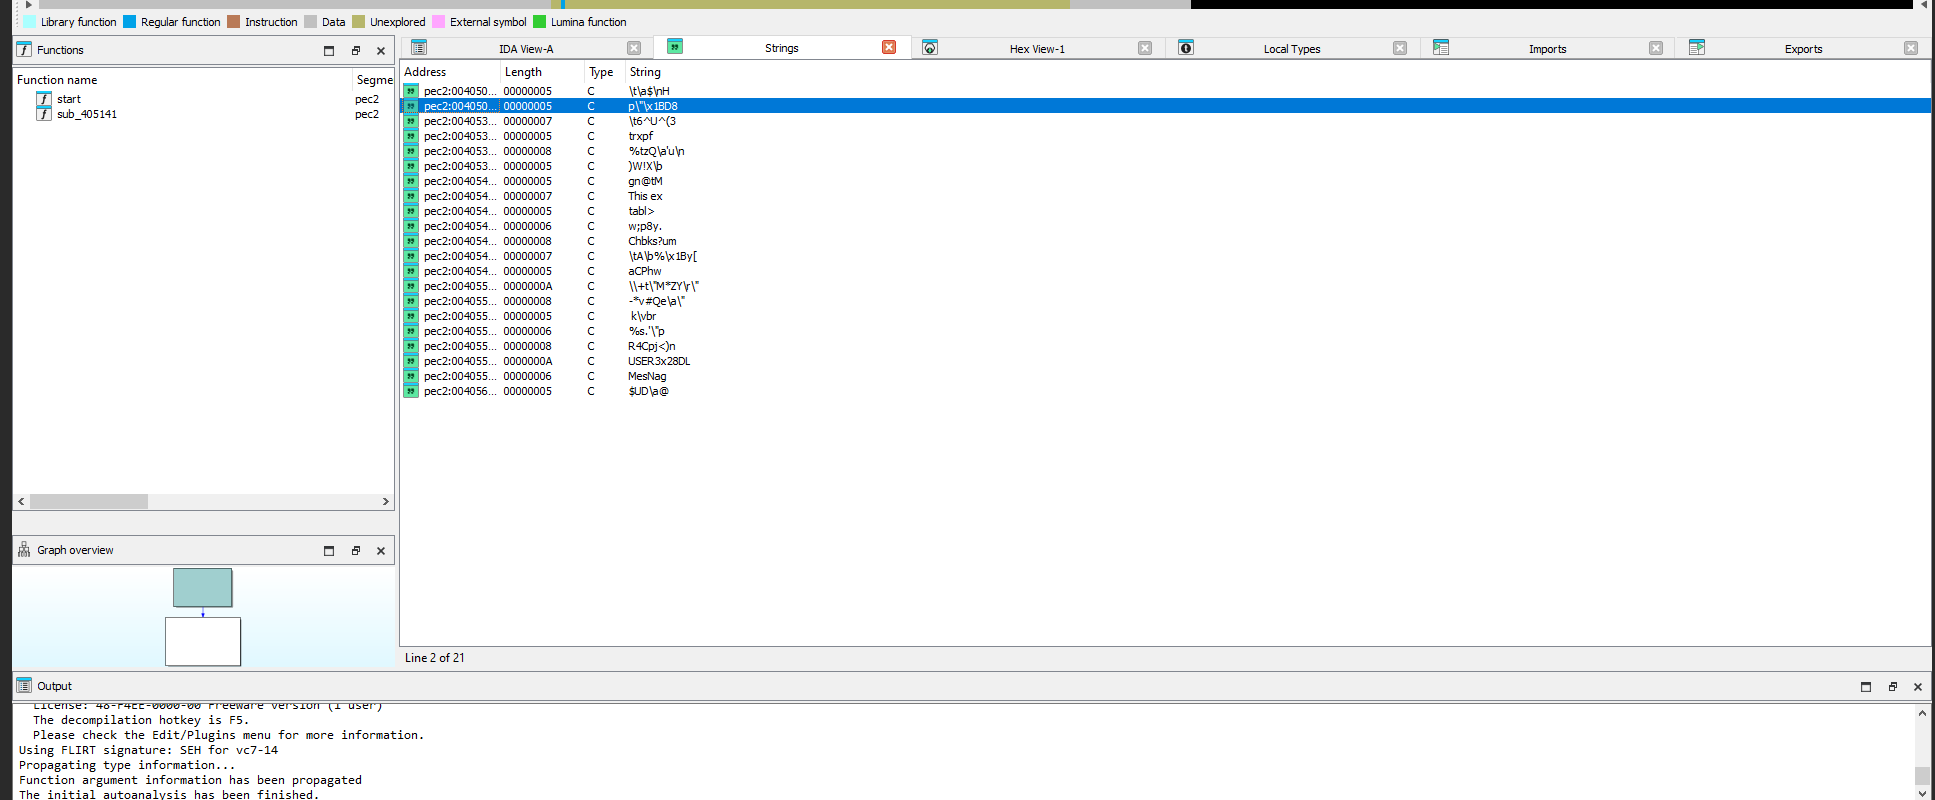 Library function Regular function Instruction Data Unexplored External symbol Lumina function
Functions
Function name Segme
start pec2
sub_405141 pec2
Graph overview
IDA View-A Strings Hex View-1 Local Types Imports Exports
Address Length Type String
pec2:004050... 00000005 C \t\a$\nH
pec2:004050... 00000005 C p\"\x1BD8
pec2:004053... 00000007 C \t6^U^(3
pec2:004053... 00000005 C trxpf
pec2:004053... 00000008 C %tzQ\a'u\n
pec2:004053... 00000005 C )W!X\b
pec2:004054... 00000005 C gn@tM
pec2:004054... 00000007 C This ex
pec2:004054... 00000005 C tabl>
pec2:004054... 00000006 C w;p8y.
pec2:004054... 00000008 C Chbks?um
pec2:004054... 00000007 C \tA\b%\x1By[
pec2:004054... 00000005 C aCPhw
pec2:004055... 0000000A C \\+t\"M*ZY\r\"
pec2:004055... 00000008 C -*v#Qe\a\"
pec2:004055... 00000005 C k\vbr
pec2:004055... 00000006 C %s.'\"p
pec2:004055... 00000008 C R4Cpj<)n
pec2:004055... 0000000A C USER3x28DL
pec2:004055... 00000006 C MesNag
pec2:004056... 00000005 C $UD\a@
Line 2 of 21
Output
License: 48-F4EE-0000-00 Freeware version (1 user)
The decompilation hotkey is F5.
Please check the Edit/Plugins menu for more information.
Using FLIRT signature: SEH for vc7-14
Propagating type information...
Function argument information has been propagated
The initial autoanalysis has been finished.